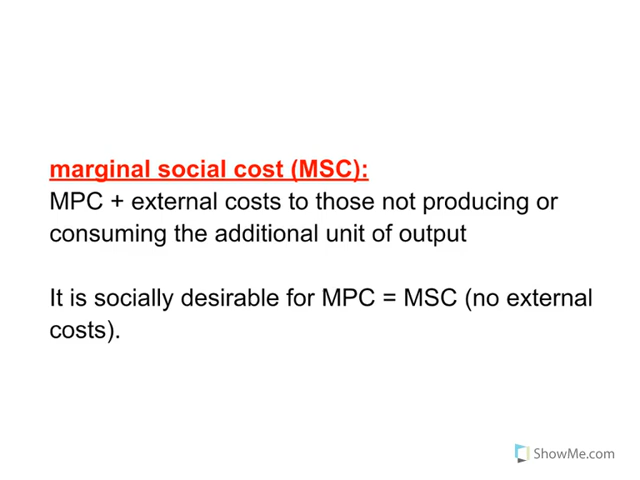 marginal social cost (MSC):
MPC + external costs to those not producing or
consuming the additional unit of output
It is socially desirable for MPC = MSC (no external
costs).
ShowMe.com